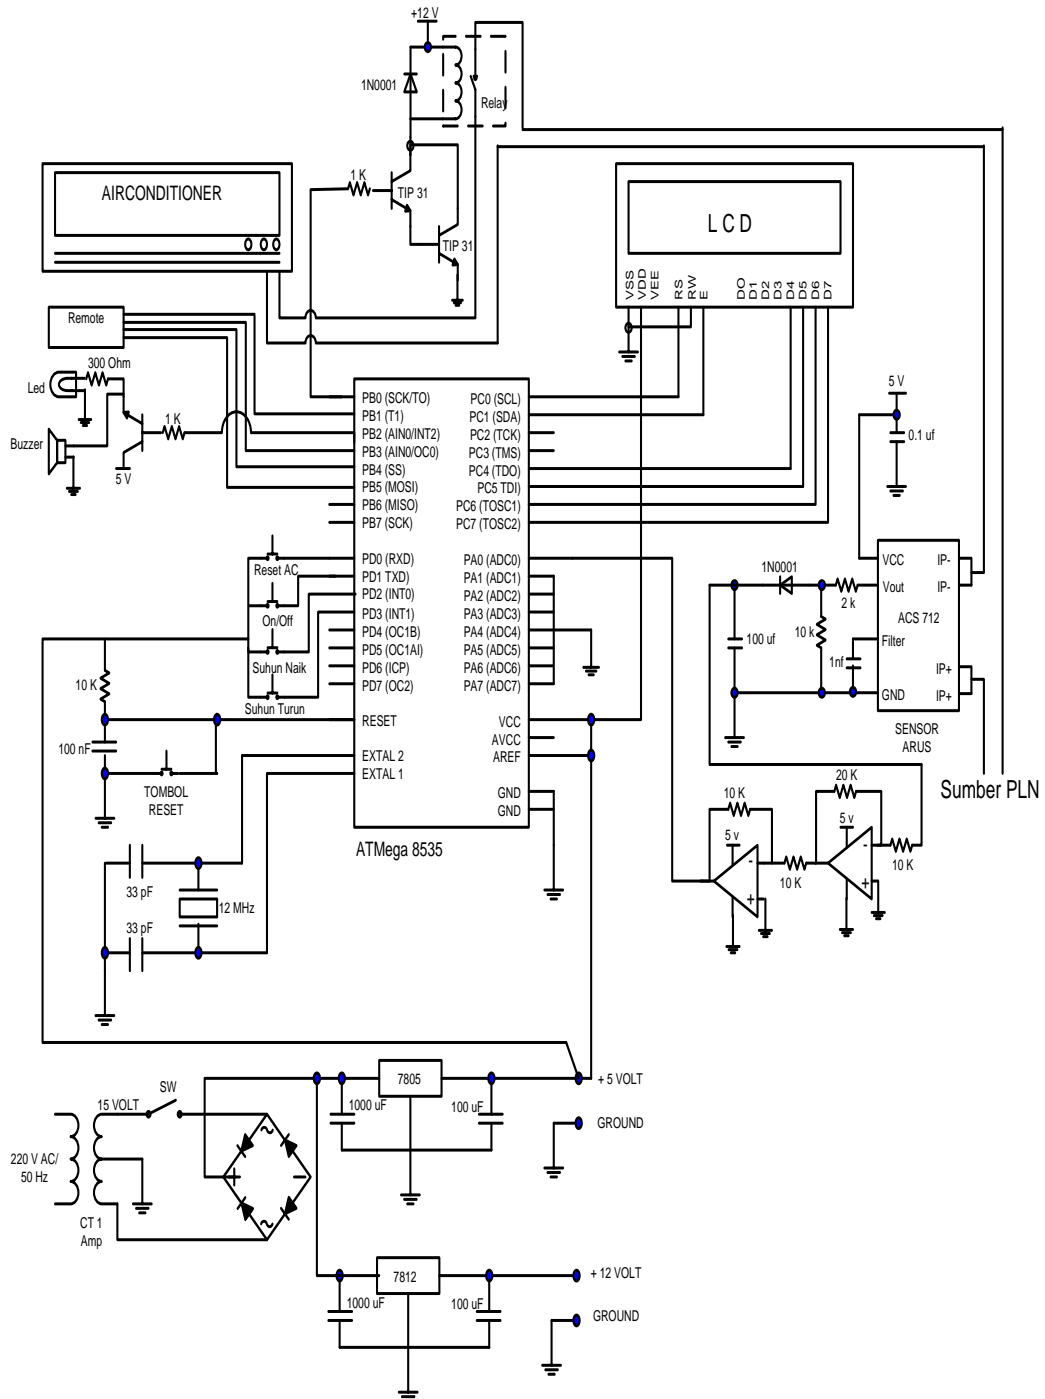 +12 V
1N0001
Relay
1 K
TIP 31
TIP 31
AIRCONDITIONER
L C D
VSS
VDD
VEE
RS
RW
E
DO
D1
D2
D3
D4
D5
D6
D7
Remote
300 Ohm
Led
1 K
Buzzer
5 V
PB0 (SCK/TO)
PB1 (T1)
PB2 (AIN0/INT2)
PB3 (AIN0/OC0)
PB4 (SS)
PB5 (MOSI)
PB6 (MISO)
PB7 (SCK)
PD0 (RXD)
PD1 TXD)
PD2 (INT0)
PD3 (INT1)
PD4 (OC1B)
PD5 (OC1AI)
PD6 (ICP)
PD7 (OC2)
RESET
EXTAL 2
EXTAL 1
PC0 (SCL)
PC1 (SDA)
PC2 (TCK)
PC3 (TMS)
PC4 (TDO)
PC5 TDI)
PC6 (TOSC1)
PC7 (TOSC2)
PA0 (ADC0)
PA1 (ADC1)
PA2 (ADC2)
PA3 (ADC3)
PA4 (ADC4)
PA5 (ADC5)
PA6 (ADC6)
PA7 (ADC7)
VCC
AVCC
AREF
GND
GND
ATMega 8535
Reset AC
On/Off
Suhun Naik
Suhun Turun
10 K
100 nF
TOMBOL
RESET
33 pF
33 pF
12 MHz
5 V
0.1 uf
1N0001
2 k
10 k
100 uf
1nf
VCC
Vout
Filter
GND
IP-
IP-
ACS 712
IP+
IP+
SENSOR
ARUS
Sumber PLN
10 K
5 v
-
+
10 K
20 K
5 v
-
+
10 K
7805
1000 uF
100 uF
+ 5 VOLT
GROUND
SW
15 VOLT
220 V AC/
50 Hz
CT 1
Amp
~
+
-
~
7812
1000 uF
100 uF
+ 12 VOLT
GROUND